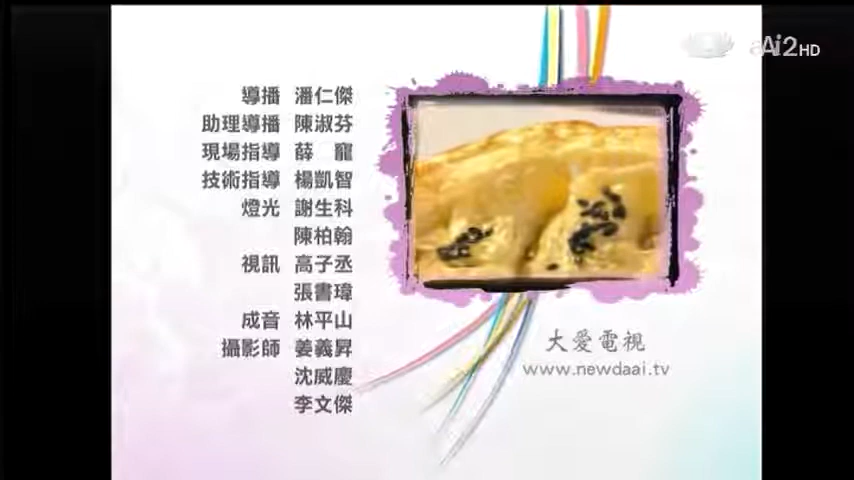 aAi2HD
導播 潘仁傑
助理導播 陳淑芬
現場指導 薛 寵
技術指導 楊凱智
燈光 謝生科
陳柏翰
視訊 高子丞
張書瑋
成音 林平山
攝影師 姜義昇
沈威慶
李文傑
大愛電視
www.newdaai.tv